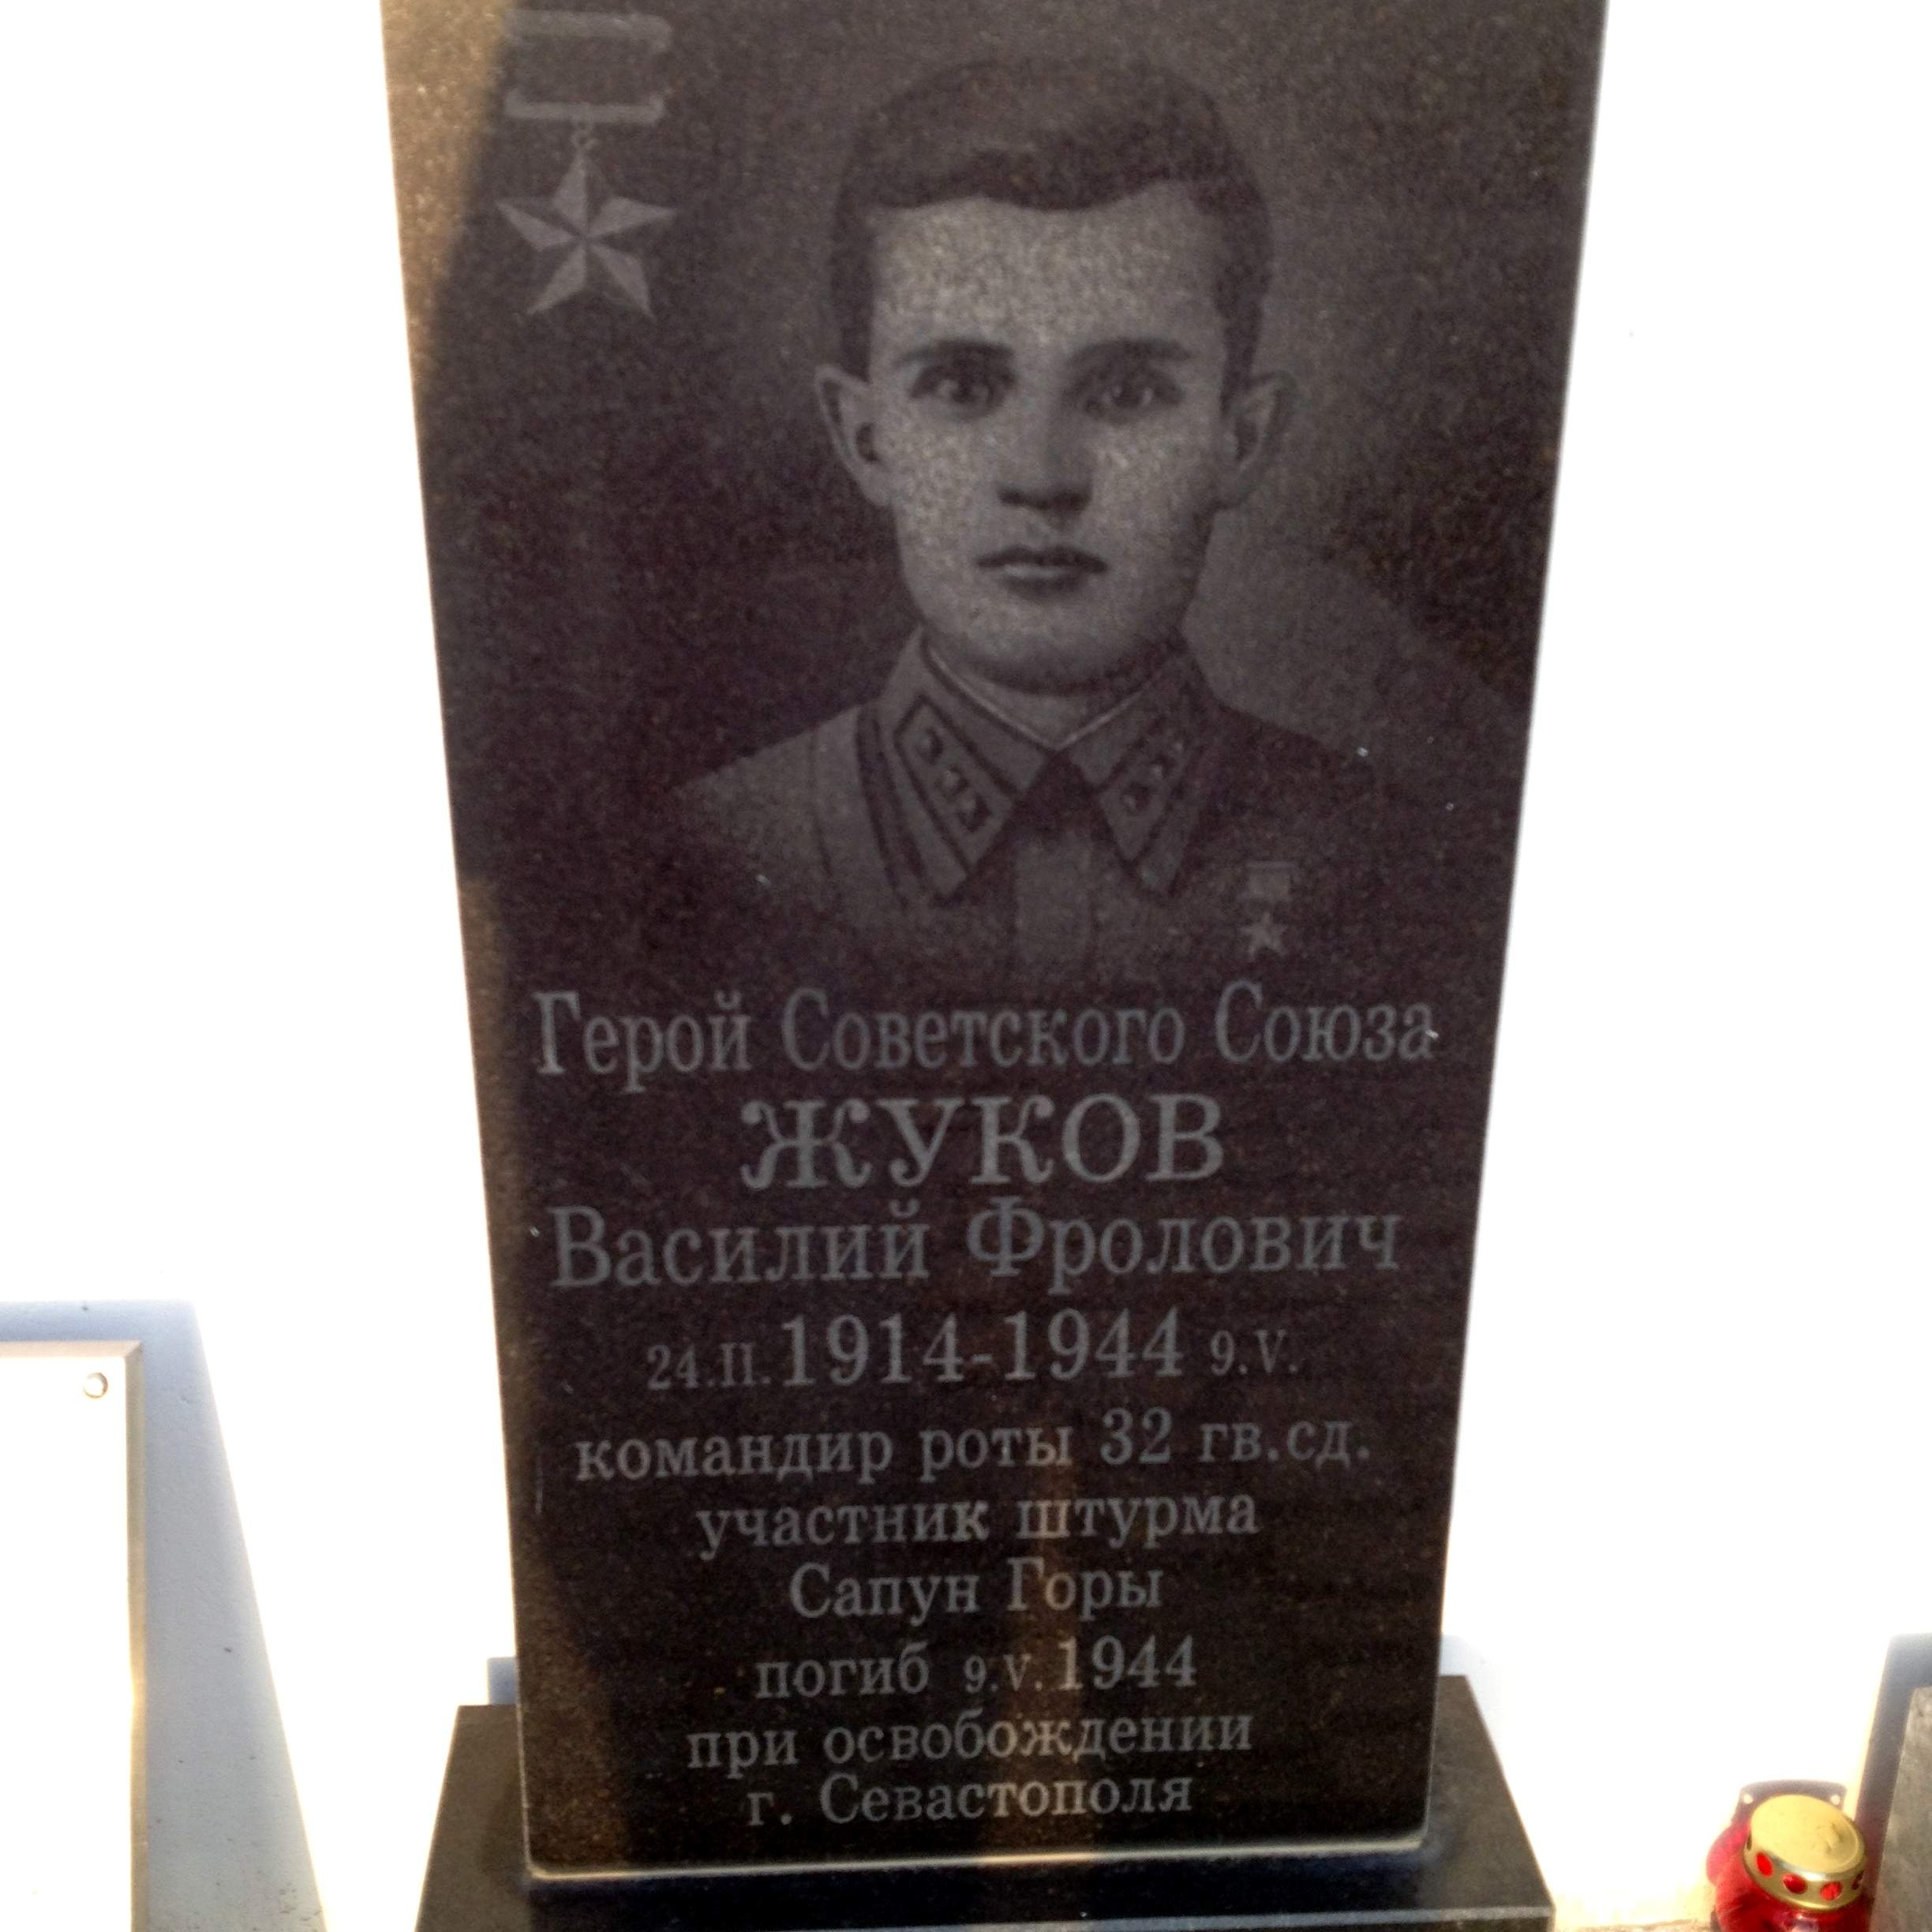 Герой Советского Союза
ЖУКОВ
Василий Фролович
24.II.1914-1944 9.V.
командир роты 32 гв.сд.
участник штурма
Сапун Горы
погиб 9.V.1944
при освобождении
г. Севастополя